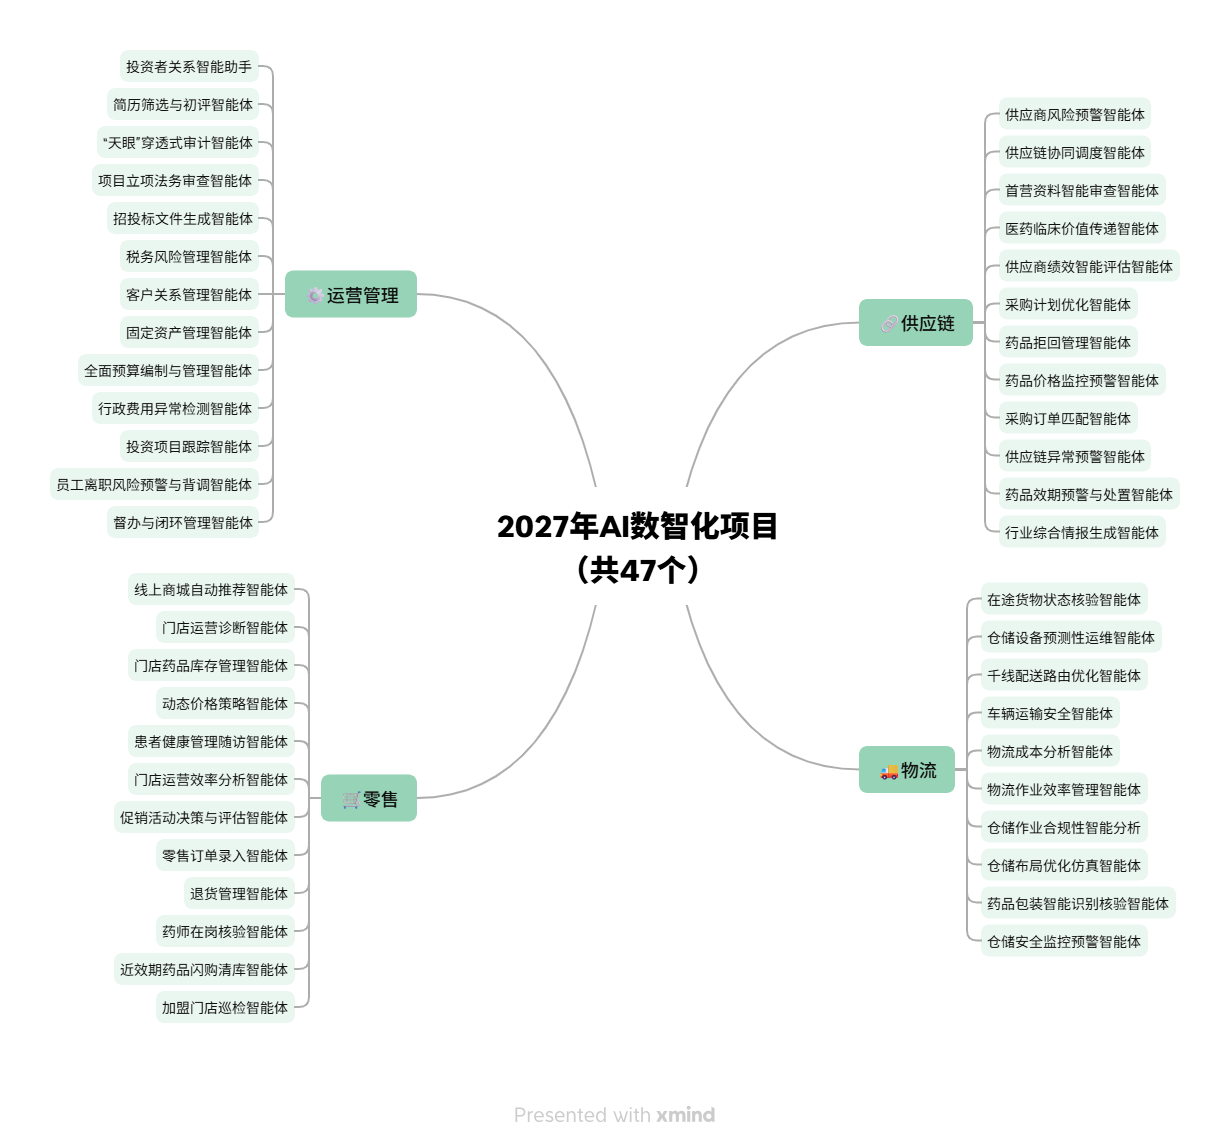 2027年AI数智化项目
（共47个）
🔗供应链
供应商风险预警智能体
供应链协同调度智能体
首营资料智能审查智能体
医药临床价值传递智能体
供应商绩效智能评估智能体
采购计划优化智能体
药品拒回管理智能体
药品价格监控预警智能体
采购订单匹配智能体
供应链异常预警智能体
药品效期预警与处置智能体
行业综合情报生成智能体
🚚物流
在途货物状态核验智能体
仓储设备预测性运维智能体
干线配送路由优化智能体
车辆运输安全智能体
物流成本分析智能体
物流作业效率管理智能体
仓储作业合规性智能分析
仓储布局优化仿真智能体
药品包装智能识别核验智能体
仓储安全监控预警智能体
⚙️运营管理
投资者关系智能助手
简历筛选与初评智能体
“天眼”穿透式审计智能体
项目立项法务审查智能体
招投标文件生成智能体
税务风险管理智能体
客户关系管理智能体
固定资产管理智能体
全面预算编制与管理智能体
行政费用异常检测智能体
投资项目跟踪智能体
员工离职风险预警与背调智能体
督办与闭环管理智能体
🛒零售
线上商城自动推荐智能体
门店运营诊断智能体
门店药品库存管理智能体
动态价格策略智能体
患者健康管理随访智能体
门店运营效率分析智能体
促销活动决策与评估智能体
零售订单录入智能体
退货管理智能体
药师在岗核验智能体
近效期药品闪购清库智能体
加盟门店巡检智能体
Presented with xmind